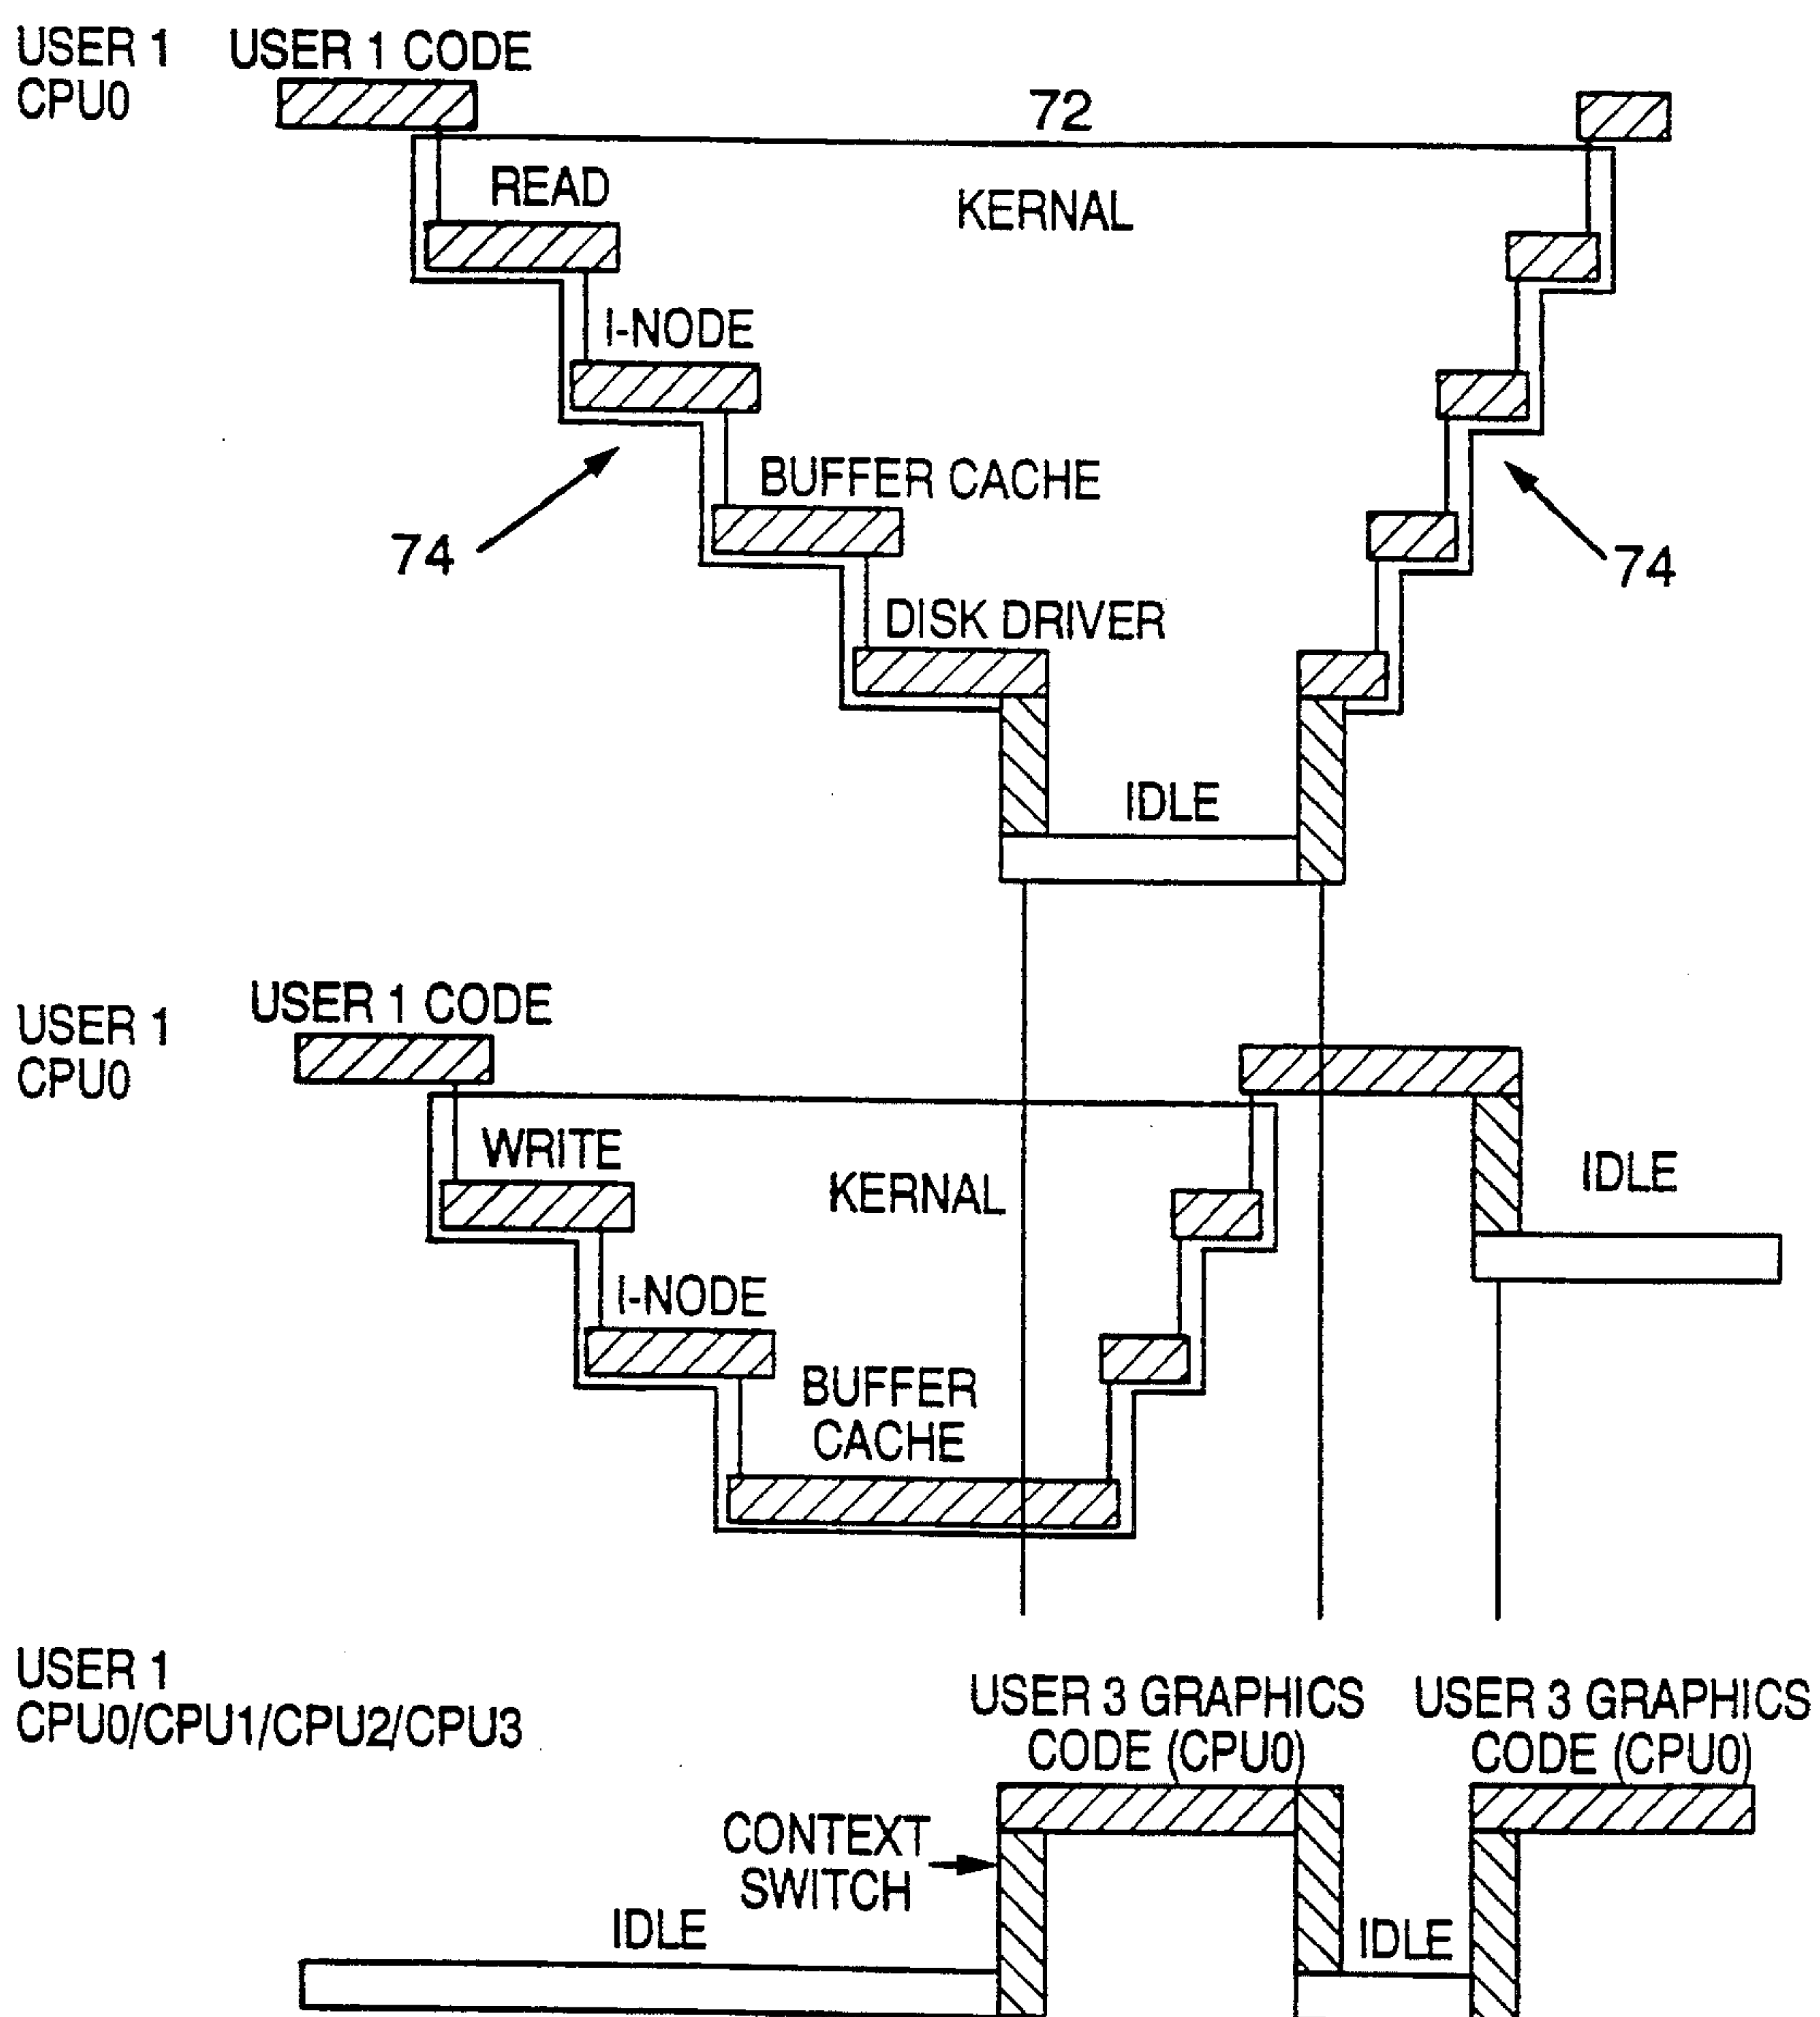 USER 1
CPU0
USER 1 CODE
72
READ
KERNAL
I-NODE
BUFFER CACHE
74
74
DISK DRIVER
IDLE
USER 1
CPU0
USER 1 CODE
WRITE
KERNAL
IDLE
I-NODE
BUFFER
CACHE
USER 1
CPU0/CPU1/CPU2/CPU3
USER 3 GRAPHICS
CODE (CPU0)
USER 3 GRAPHICS
CODE (CPU0)
CONTEXT
SWITCH
IDLE
IDLE